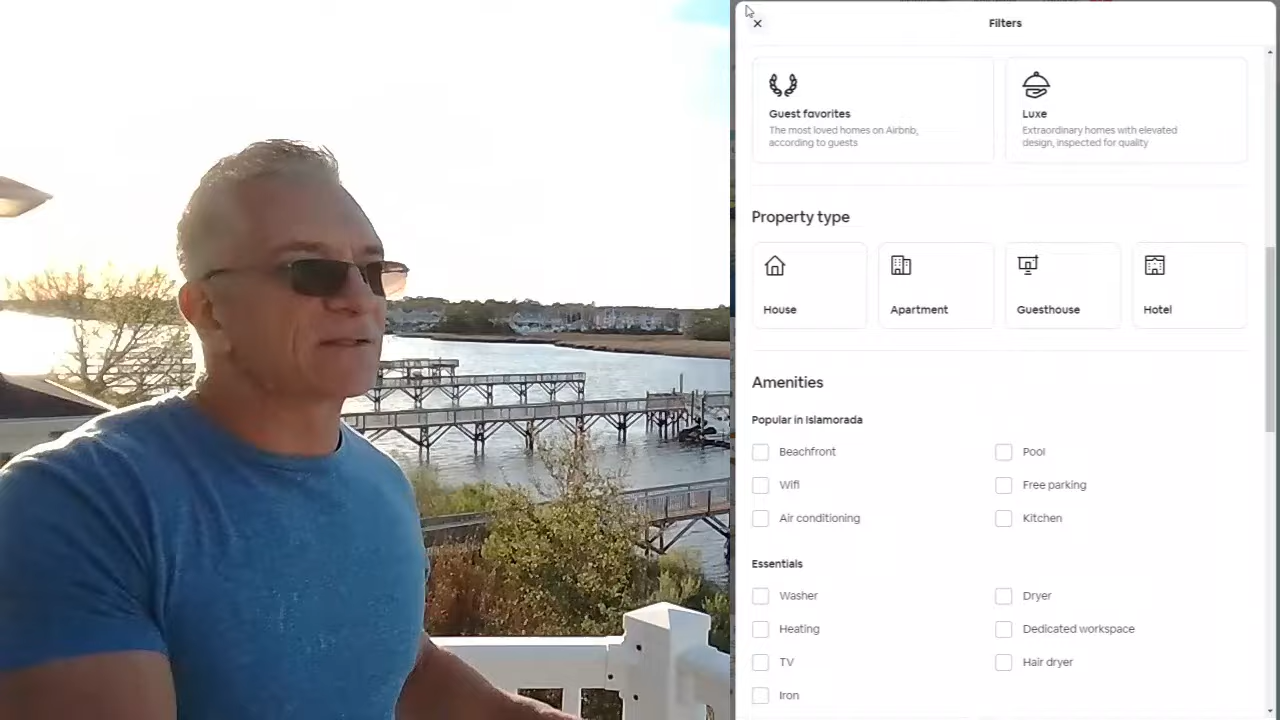 Filters
Guest favorites
The most loved homes on Airbnb,
according to guests
Luxe
Extraordinary homes with elevated
design, inspected for quality
Property type
House
Apartment
Guesthouse
Hotel
Amenities
Popular in Islamorada
Beachfront
Pool
Wifi
Free parking
Air conditioning
Kitchen
Essentials
Washer
Dryer
Heating
Dedicated workspace
TV
Hair dryer
Iron